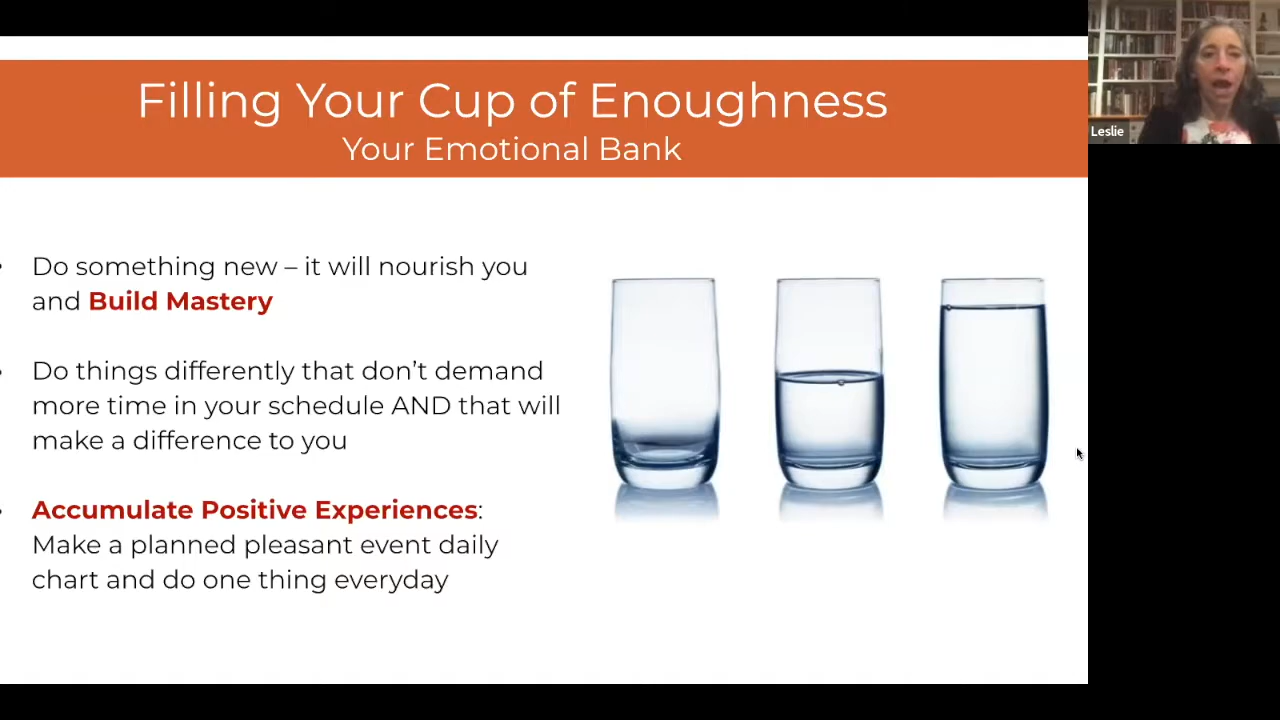 Filling Your Cup of Enoughness
Your Emotional Bank
Leslie
• Do something new – it will nourish you
and Build Mastery
• Do things differently that don’t demand
more time in your schedule AND that will
make a difference to you
• Accumulate Positive Experiences:
Make a planned pleasant event daily
chart and do one thing everyday